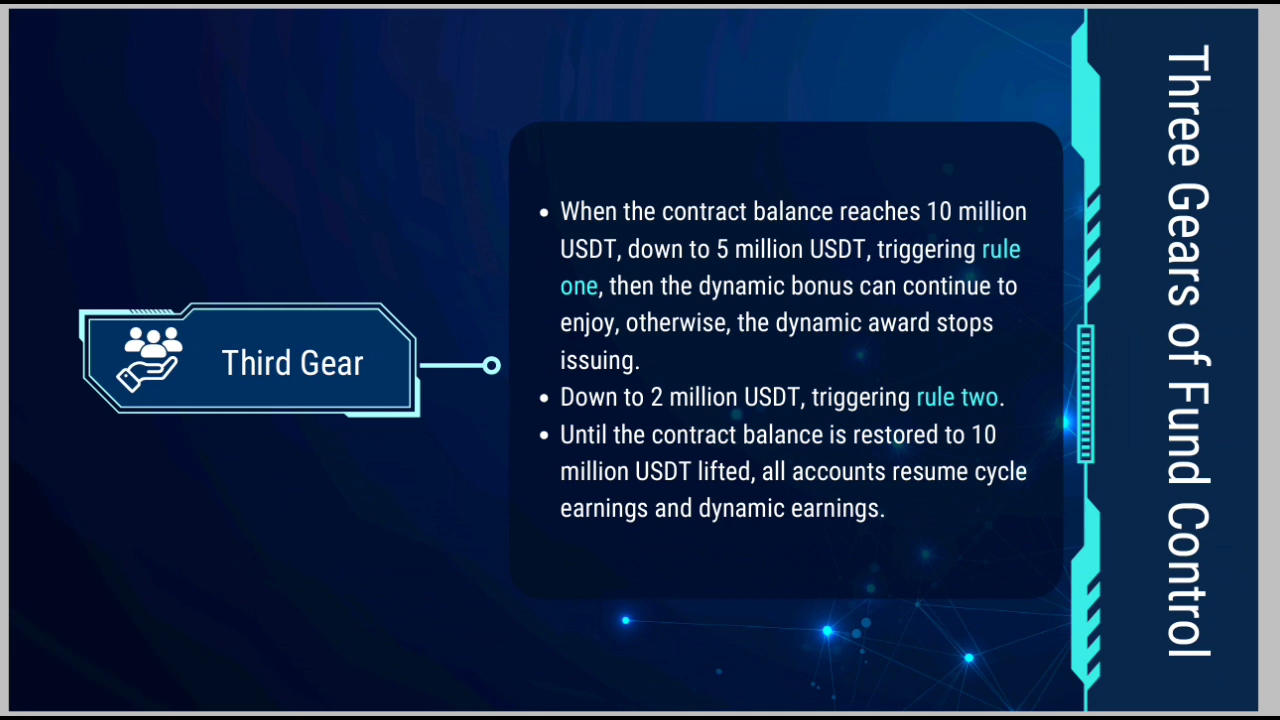 Third Gear
• When the contract balance reaches 10 million
USDT, down to 5 million USDT, triggering rule
one, then the dynamic bonus can continue to
enjoy, otherwise, the dynamic award stops
issuing.
• Down to 2 million USDT, triggering rule two.
• Until the contract balance is restored to 10
million USDT lifted, all accounts resume cycle
earnings and dynamic earnings.
Three Gears of Fund Control